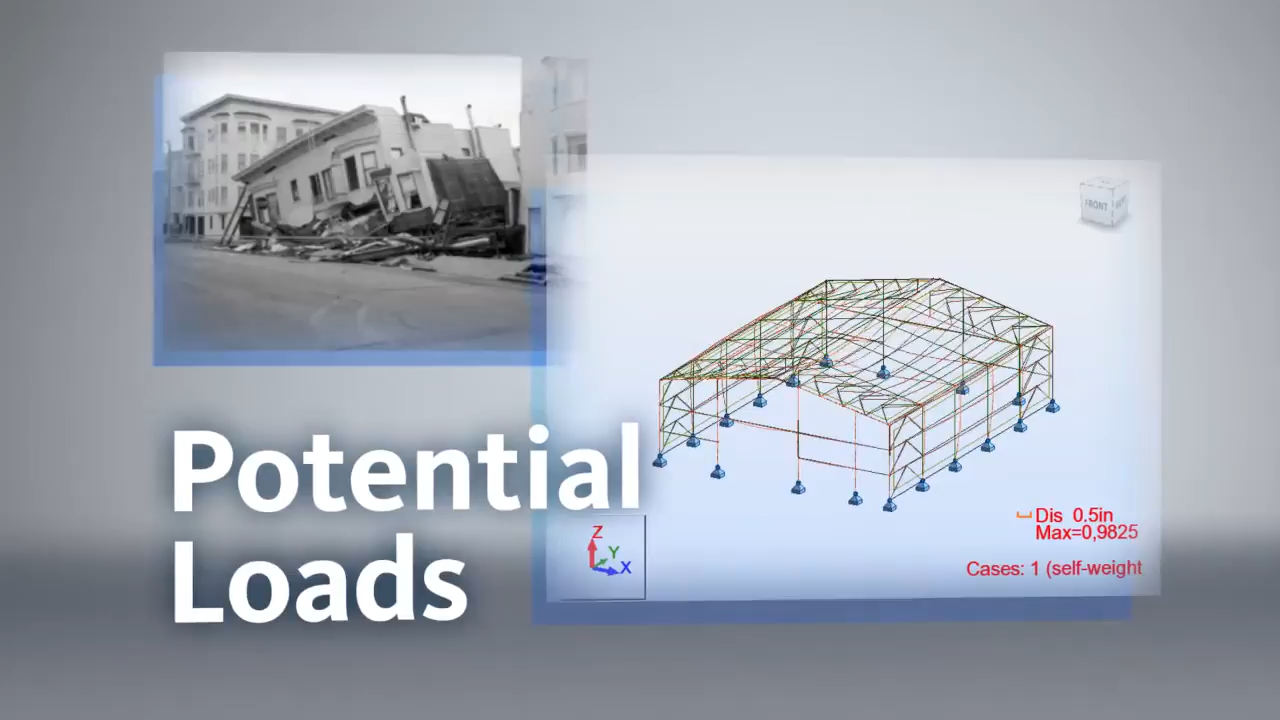 FRONT
Potential
Loads
Z
Y
X
Dis 0.5in
Max=0,9825
Cases: 1 (self-weight